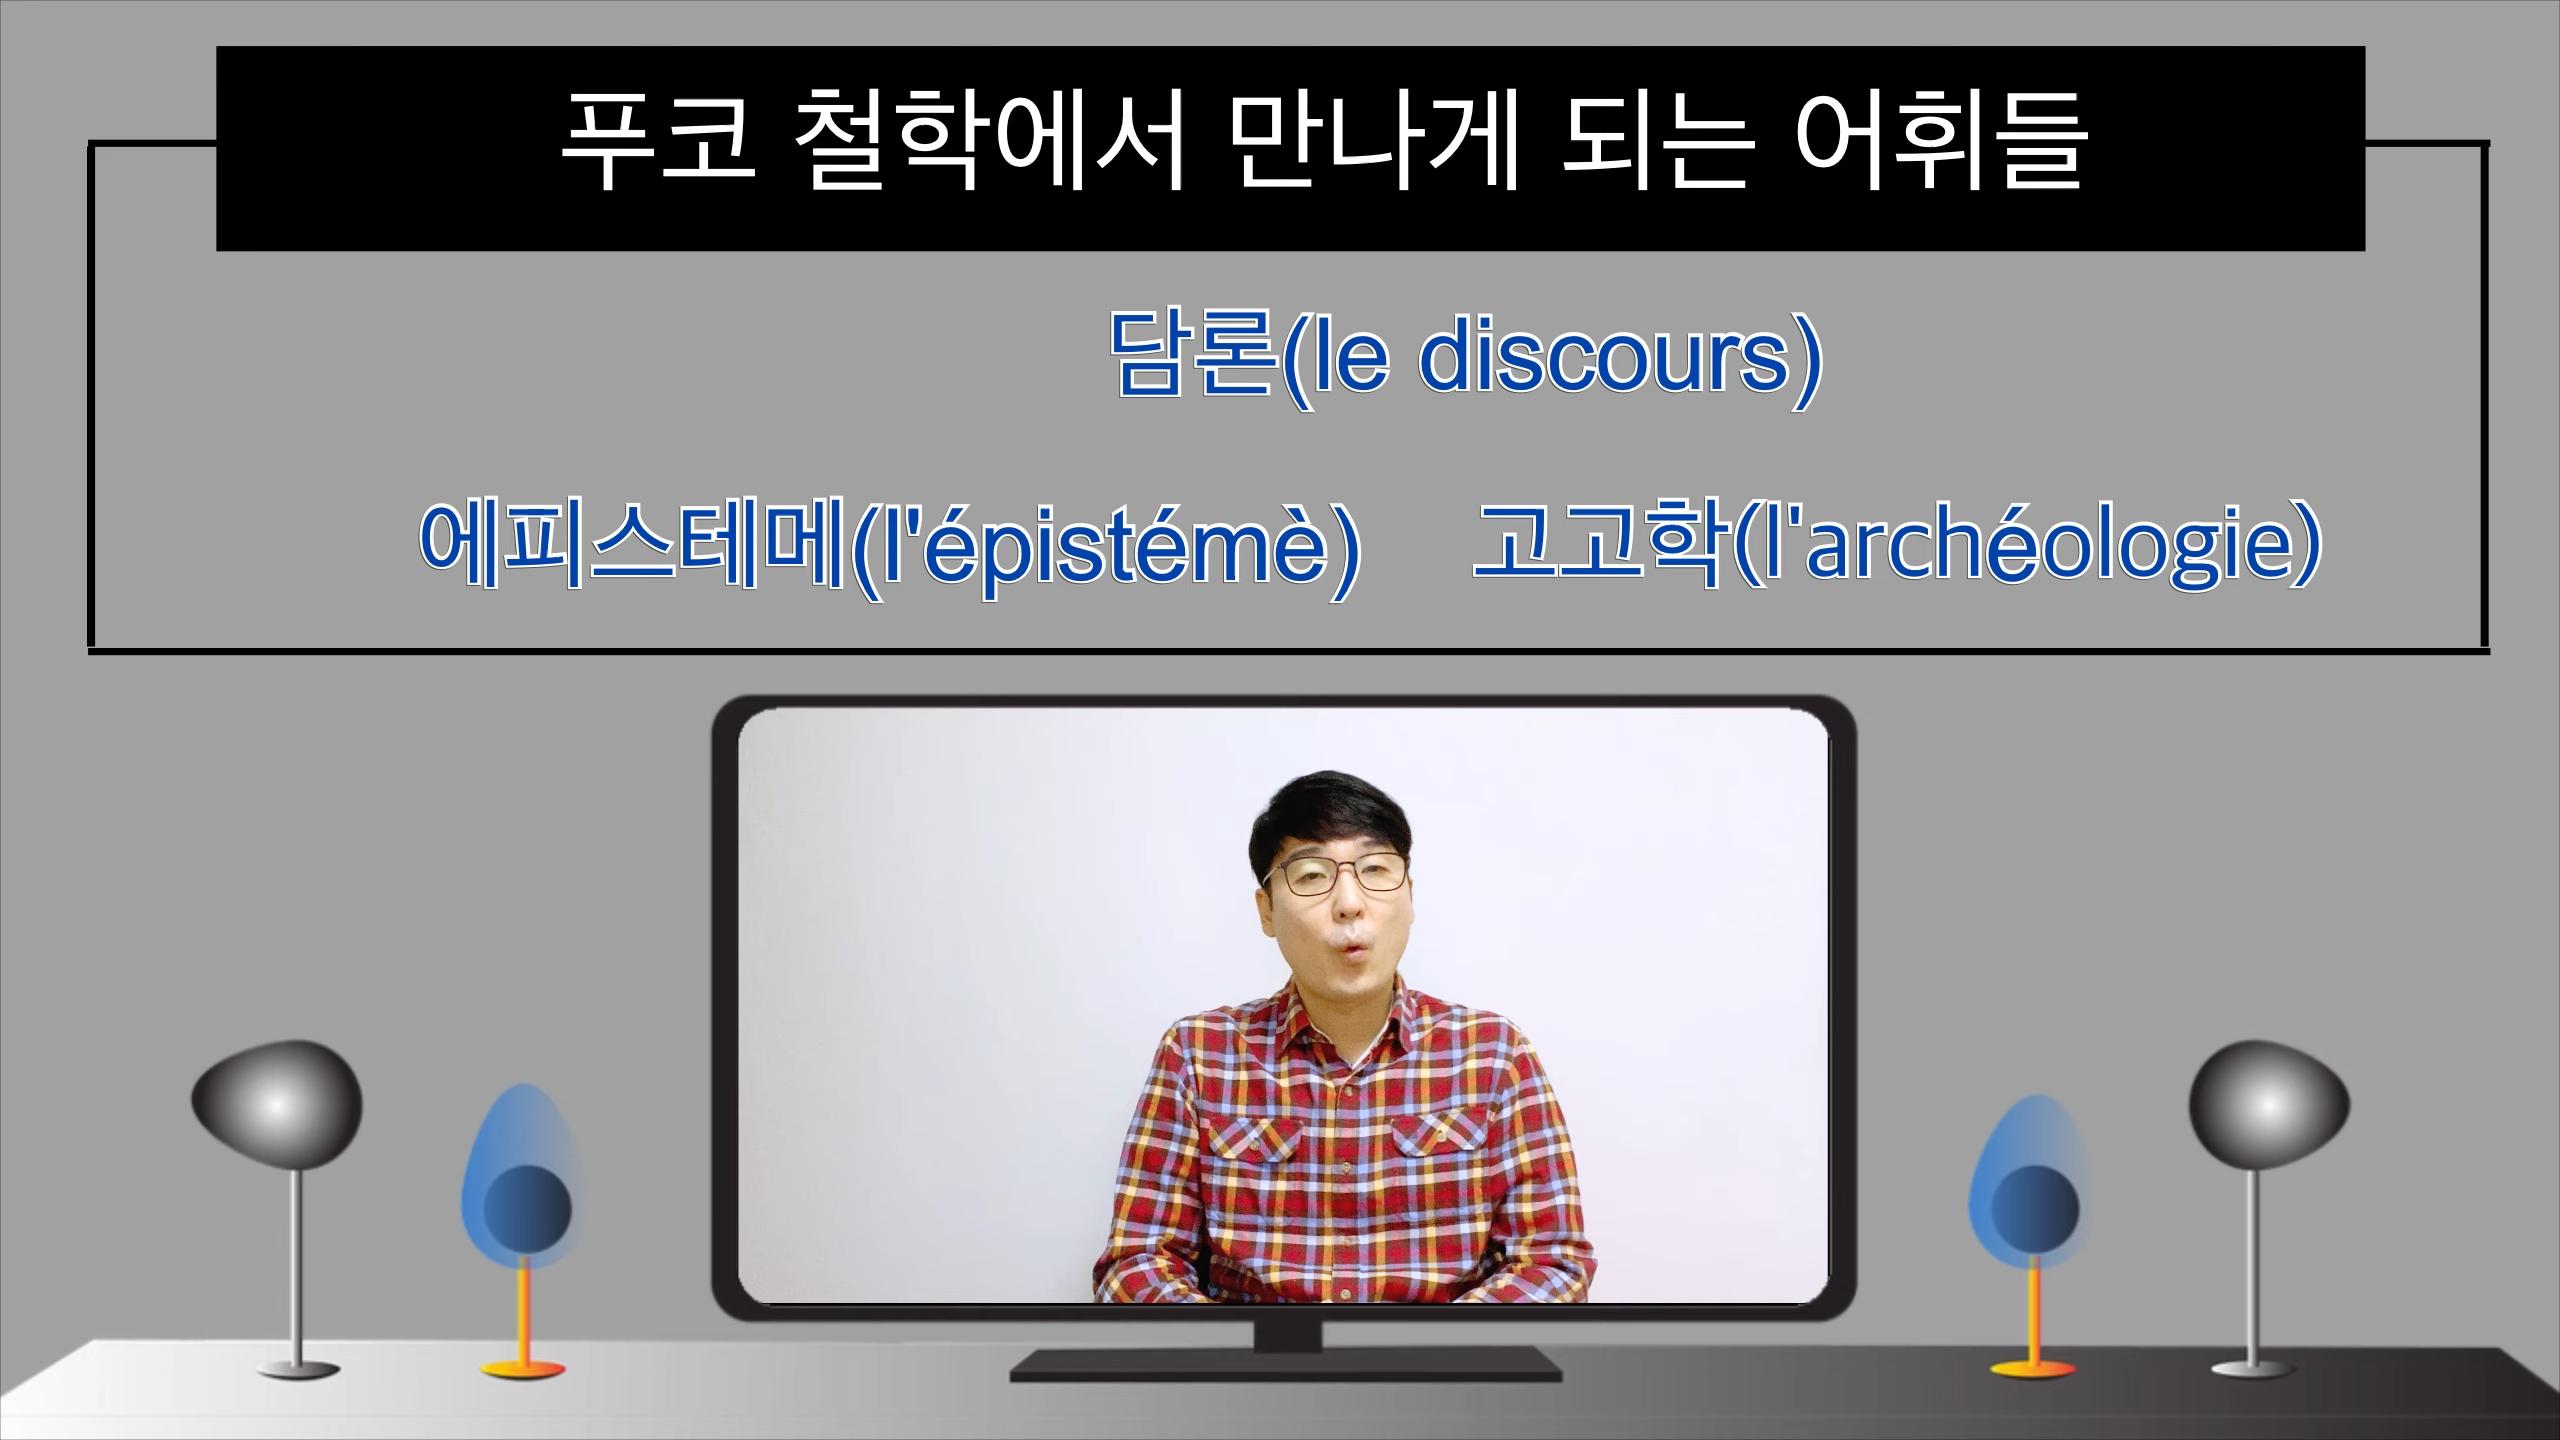 푸코 철학에서 만나게 되는 어휘들
담론(le discours)
에피스테메(l'épistémè) 고고학(l'archéologie)